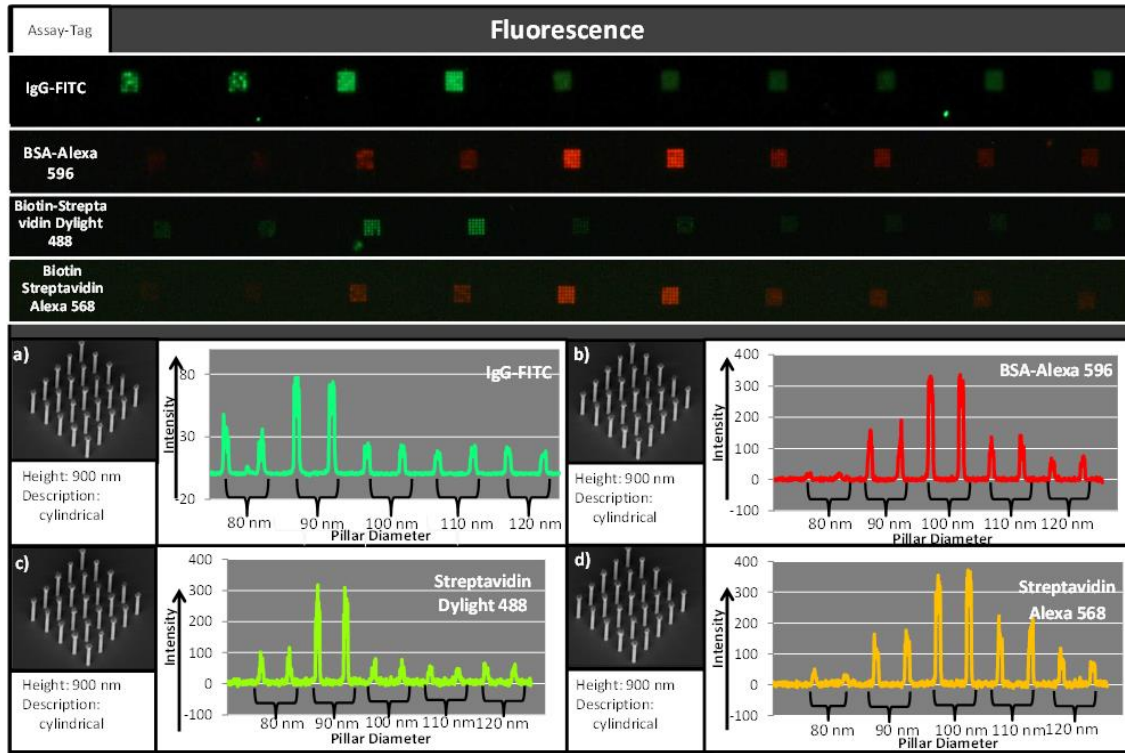 Assay-Tag
Fluorescence
IgG-FITC
BSA-Alexa
596
Biotin-Strepta
vidin Dylight
488
Biotin
Streptavidin
Alexa 568
a)
Height: 900 nm
Description:
cylindrical
Intensity
80
30
-20
IgG-FITC
80 nm
90 nm
100 nm
110 nm
120 nm
Pillar Diameter
b)
Height: 900 nm
Description:
cylindrical
Intensity
400
300
200
100
0
-100
BSA-Alexa 596
80 nm
90 nm
100 nm
110 nm
120 nm
Pillar Diameter
c)
Height: 900 nm
Description:
cylindrical
Intensity
400
300
200
100
0
-100
Streptavidin
Dylight 488
80 nm
90 nm
100 nm
110 nm
120 nm
Pillar Diameter
d)
Height: 900 nm
Description:
cylindrical
Intensity
400
300
200
100
0
-100
Streptavidin
Alexa 568
80 nm
90 nm
100 nm
110 nm
120 nm
Pillar Diameter